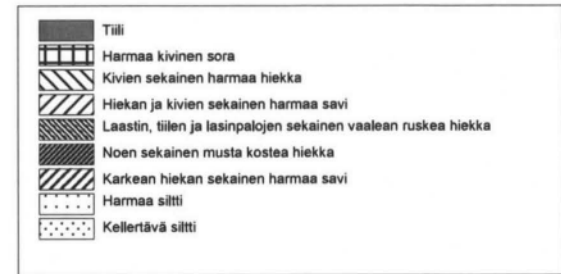 Tiili
Harmaa kivinen sora
Kivien sekainen harmaa hiekka
Hiekan ja kivien sekainen harmaa savi
Laastin, tiilen ja lasinpalojen sekainen vaalean ruskea hiekka
Noen sekainen musta kostea hiekka
Karkean hiekan sekainen harmaa savi
Harmaa siltti
Kellertävä siltti